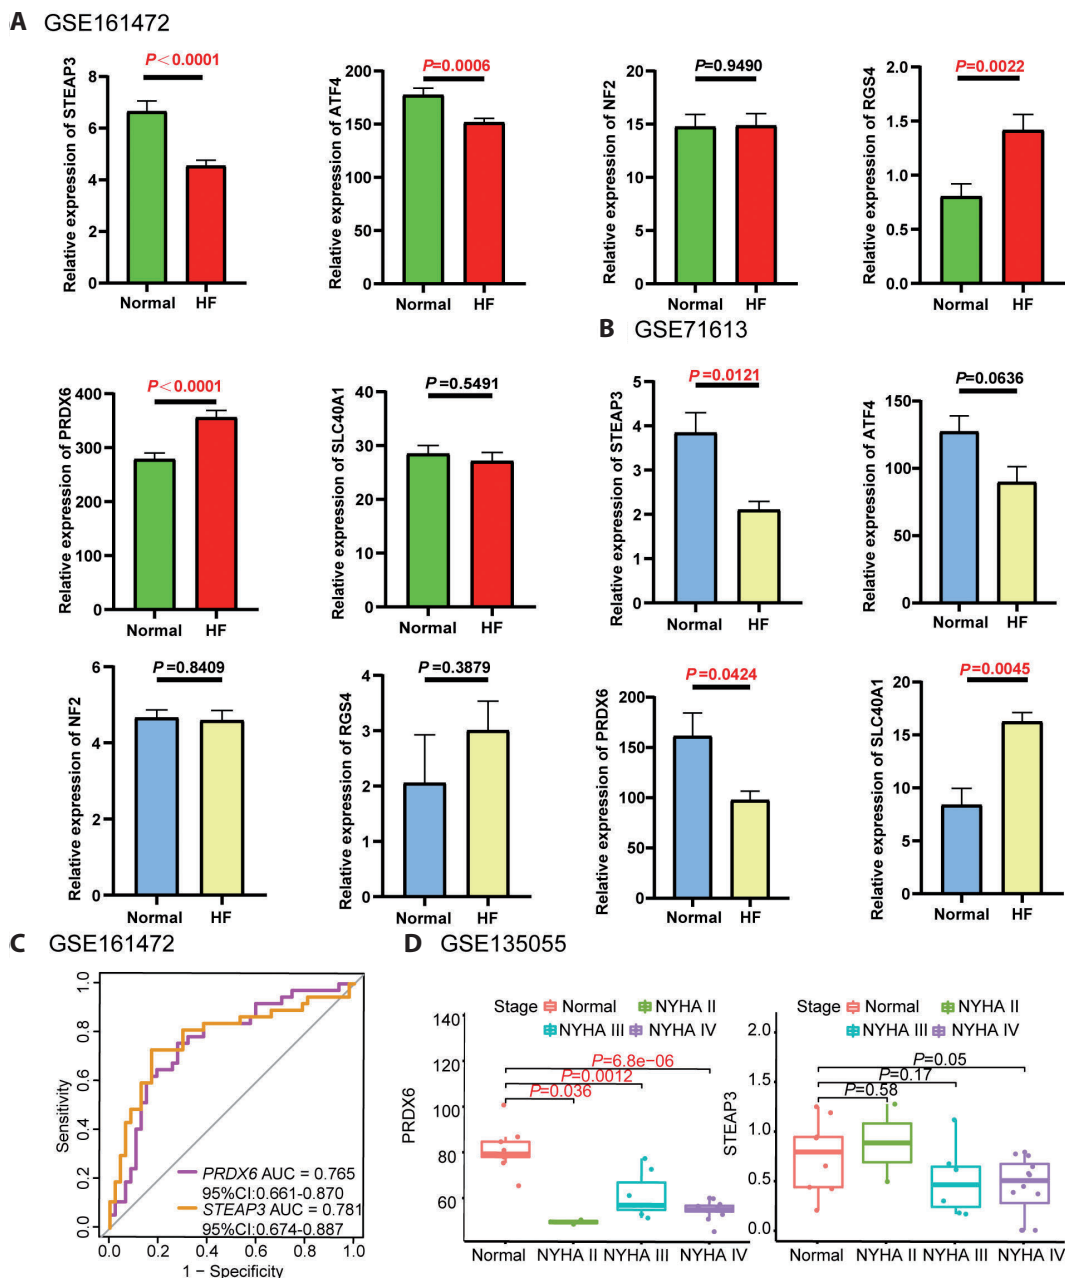 A GSE161472
P<0.0001
Relative expression of STEAP3
8
6
4
2
0
Normal HF
P=0.0006
Relative expression of ATF4
200
150
100
50
0
Normal HF
P=0.9490
Relative expression of NF2
20
15
10
5
0
Normal HF
P=0.0022
Relative expression of RGS4
2.0
1.5
1.0
0.5
0.0
Normal HF
P<0.0001
Relative expression of PRDX6
400
300
200
100
0
Normal HF
P=0.5491
Relative expression of SLC40A1
40
30
20
10
0
Normal HF
B GSE71613
P=0.0121
Relative expression of STEAP3
5
4
3
2
1
0
Normal HF
P=0.0636
Relative expression of ATF4
150
100
50
0
Normal HF
P=0.8409
Relative expression of NF2
6
4
2
0
Normal HF
P=0.3879
Relative expression of RGS4
4
3
2
1
0
Normal HF
P=0.0424
Relative expression of PRDX6
200
150
100
50
0
Normal HF
P=0.0045
Relative expression of SLC40A1
20
15
10
5
0
Normal HF
C GSE161472
Sensitivity
1.0
0.8
0.6
0.4
0.2
0.0
PRDX6 AUC = 0.765
95%CI:0.661-0.870
STEAP3 AUC = 0.781
95%CI:0.674-0.887
0.0 0.2 0.4 0.6 0.8 1.0
1 − Specificity
D GSE135055
Stage Normal NYHA II
NYHA III NYHA IV
PRDX6
140
120
100
80
60
P=6.8e−06
P=0.0012
P=0.036
Normal NYHA II NYHA III NYHA IV
Stage Normal NYHA II
NYHA III NYHA IV
STEAP3
2.0
1.5
1.0
0.5
0.0
P=0.05
P=0.17
P=0.58
Normal NYHA II NYHA III NYHA IV